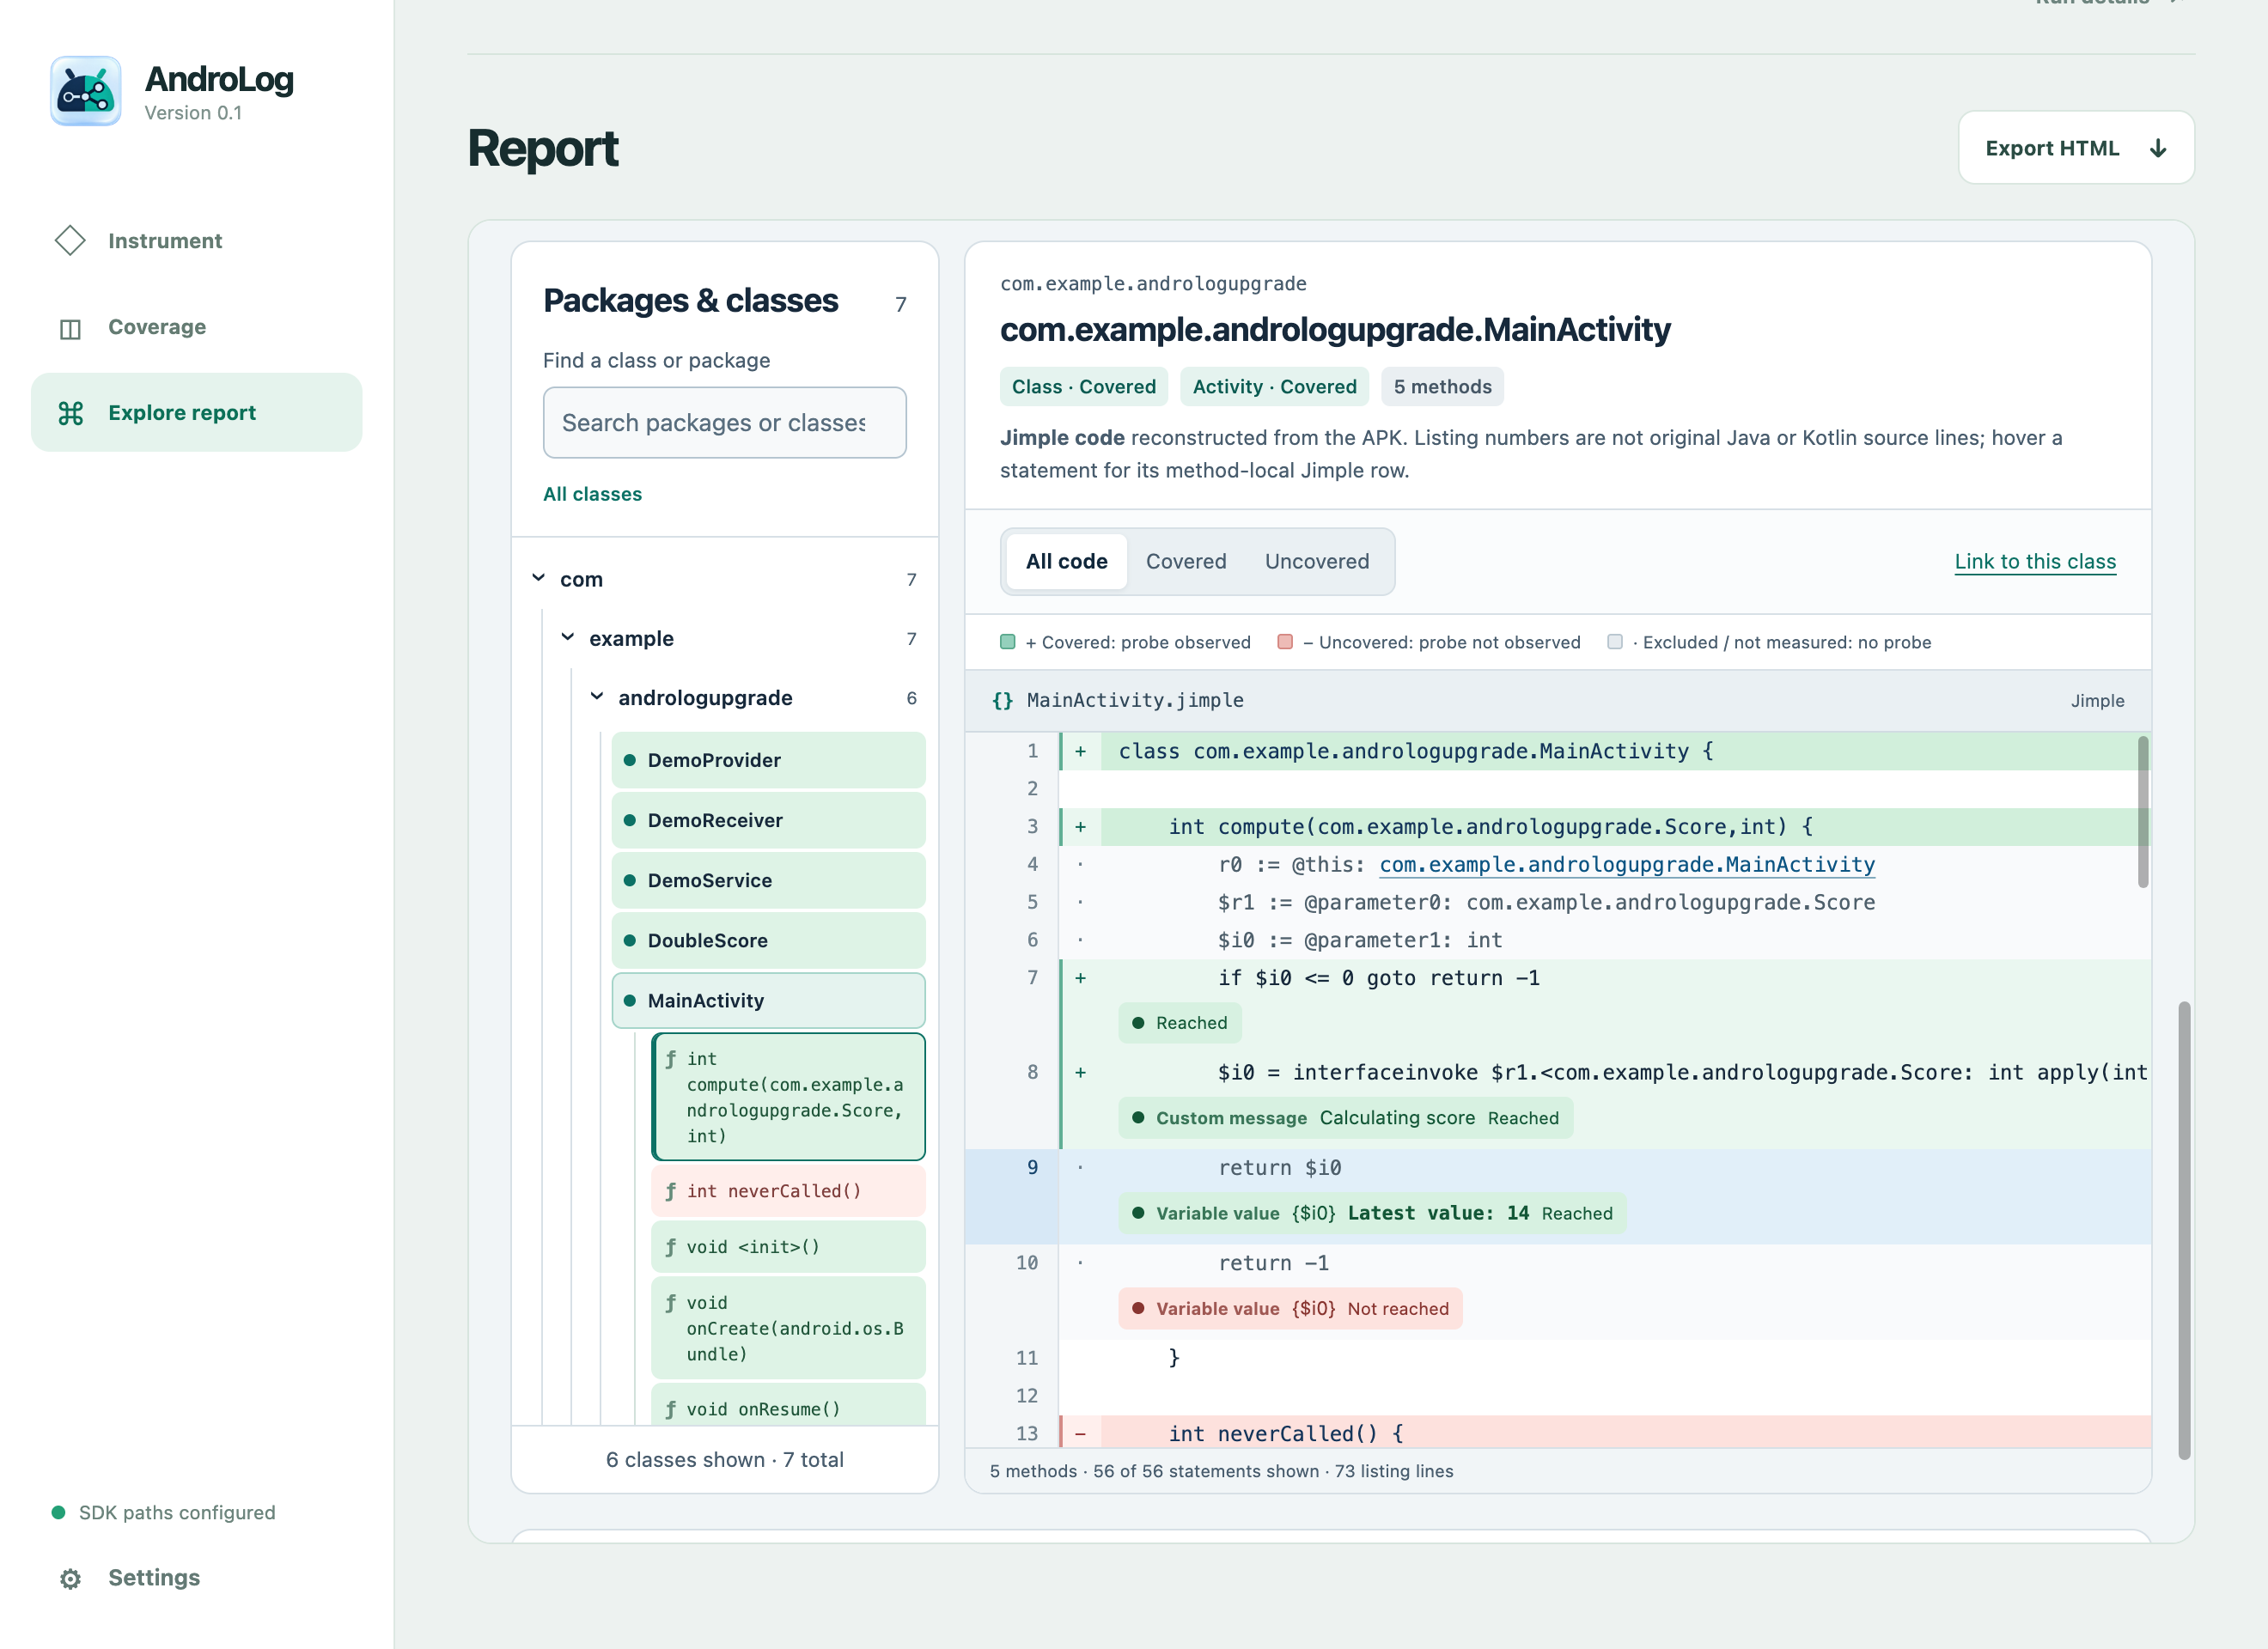 AndroLog
Version 0.1
Instrument
Coverage
Explore report
SDK paths configured
Settings
Run details
Report
Export HTML
Packages & classes 7
Find a class or package
Search packages or classes
All classes
com 7
example 7
andrologupgrade 6
DemoProvider
DemoReceiver
DemoService
DoubleScore
MainActivity
ƒ int
compute(com.example.a
ndrologupgrade.Score,
int)
ƒ int neverCalled()
ƒ void <init>()
ƒ void
onCreate(android.os.B
undle)
ƒ void onResume()
6 classes shown · 7 total
com.example.andrologupgrade
com.example.andrologupgrade.MainActivity
Class · Covered Activity · Covered 5 methods
Jimple code reconstructed from the APK. Listing numbers are not original Java or Kotlin source lines; hover a
statement for its method-local Jimple row.
All code Covered Uncovered Link to this class
+ Covered: probe observed – Uncovered: probe not observed · Excluded / not measured: no probe
{} MainActivity.jimple Jimple
1 + class com.example.andrologupgrade.MainActivity {
2
3 + int compute(com.example.andrologupgrade.Score,int) {
4 · r0 := @this: com.example.andrologupgrade.MainActivity
5 · $r1 := @parameter0: com.example.andrologupgrade.Score
6 · $i0 := @parameter1: int
7 + if $i0 <= 0 goto return -1
Reached
8 + $i0 = interfaceinvoke $r1.<com.example.andrologupgrade.Score: int apply(int
Custom message Calculating score Reached
9 · return $i0
Variable value {$i0} Latest value: 14 Reached
10 · return -1
Variable value {$i0} Not reached
11 }
12
13 – int neverCalled() {
5 methods · 56 of 56 statements shown · 73 listing lines